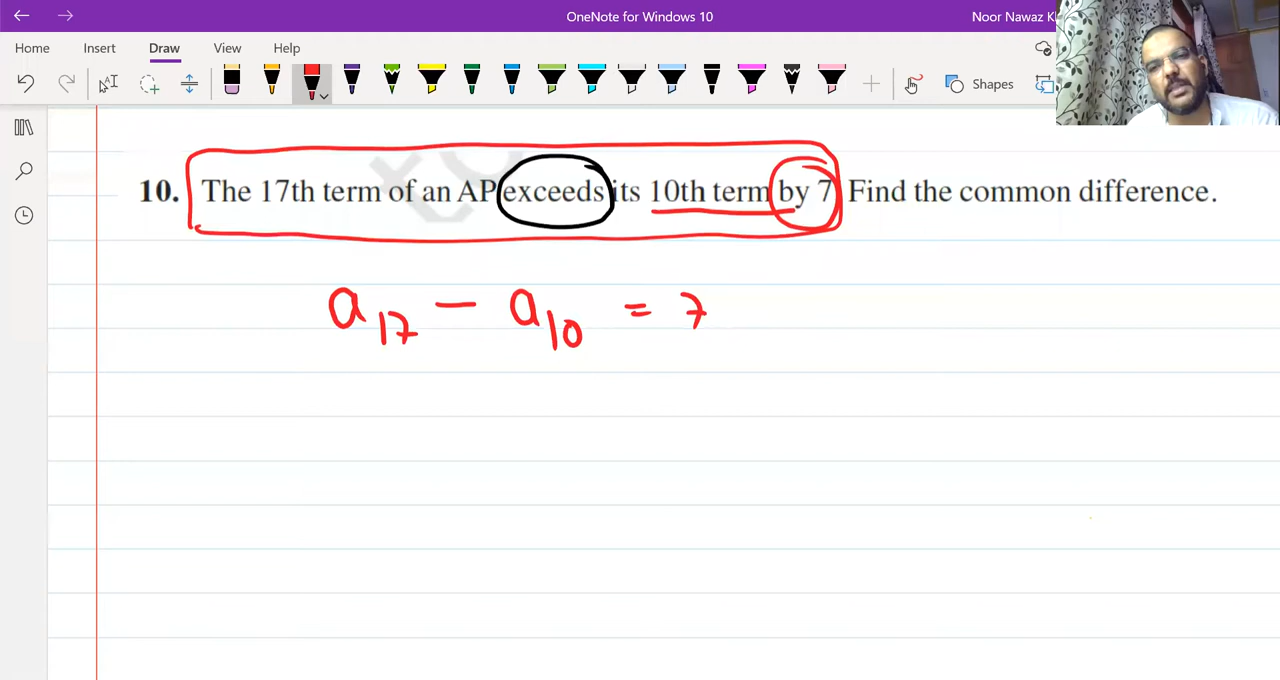 OneNote for Windows 10
Noor Nawaz K
Home Insert Draw View Help
Shapes
10. The 17th term of an AP exceeds its 10th term by 7. Find the common difference.
a17 - a10 = 7